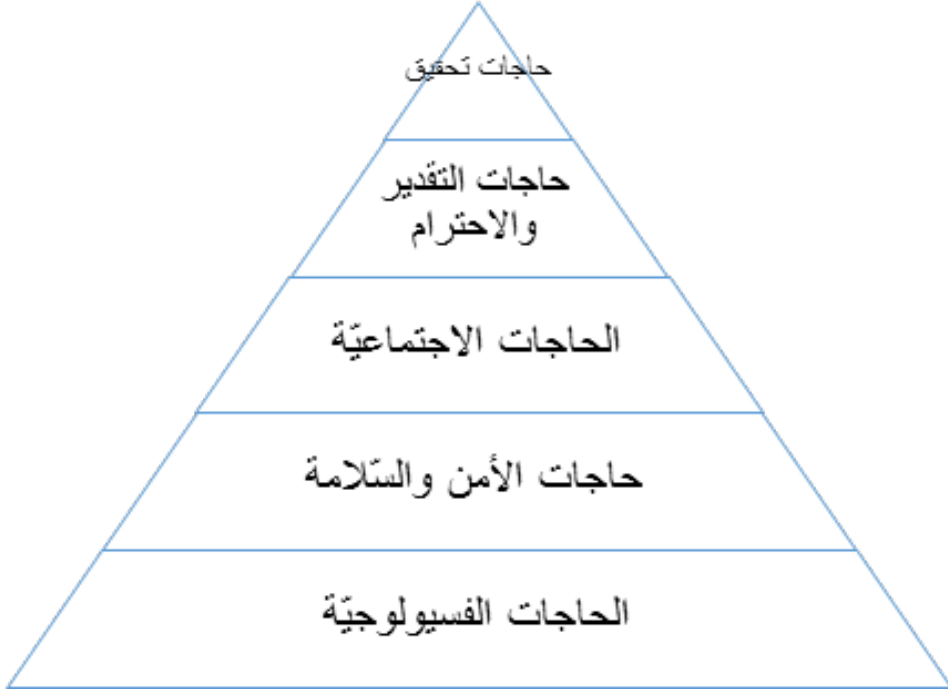 حاجات تحقيق
حاجات التقدير
والاحترام
الحاجات الاجتماعيّة
حاجات الأمن والسّلامة
الحاجات الفسيولوجيّة